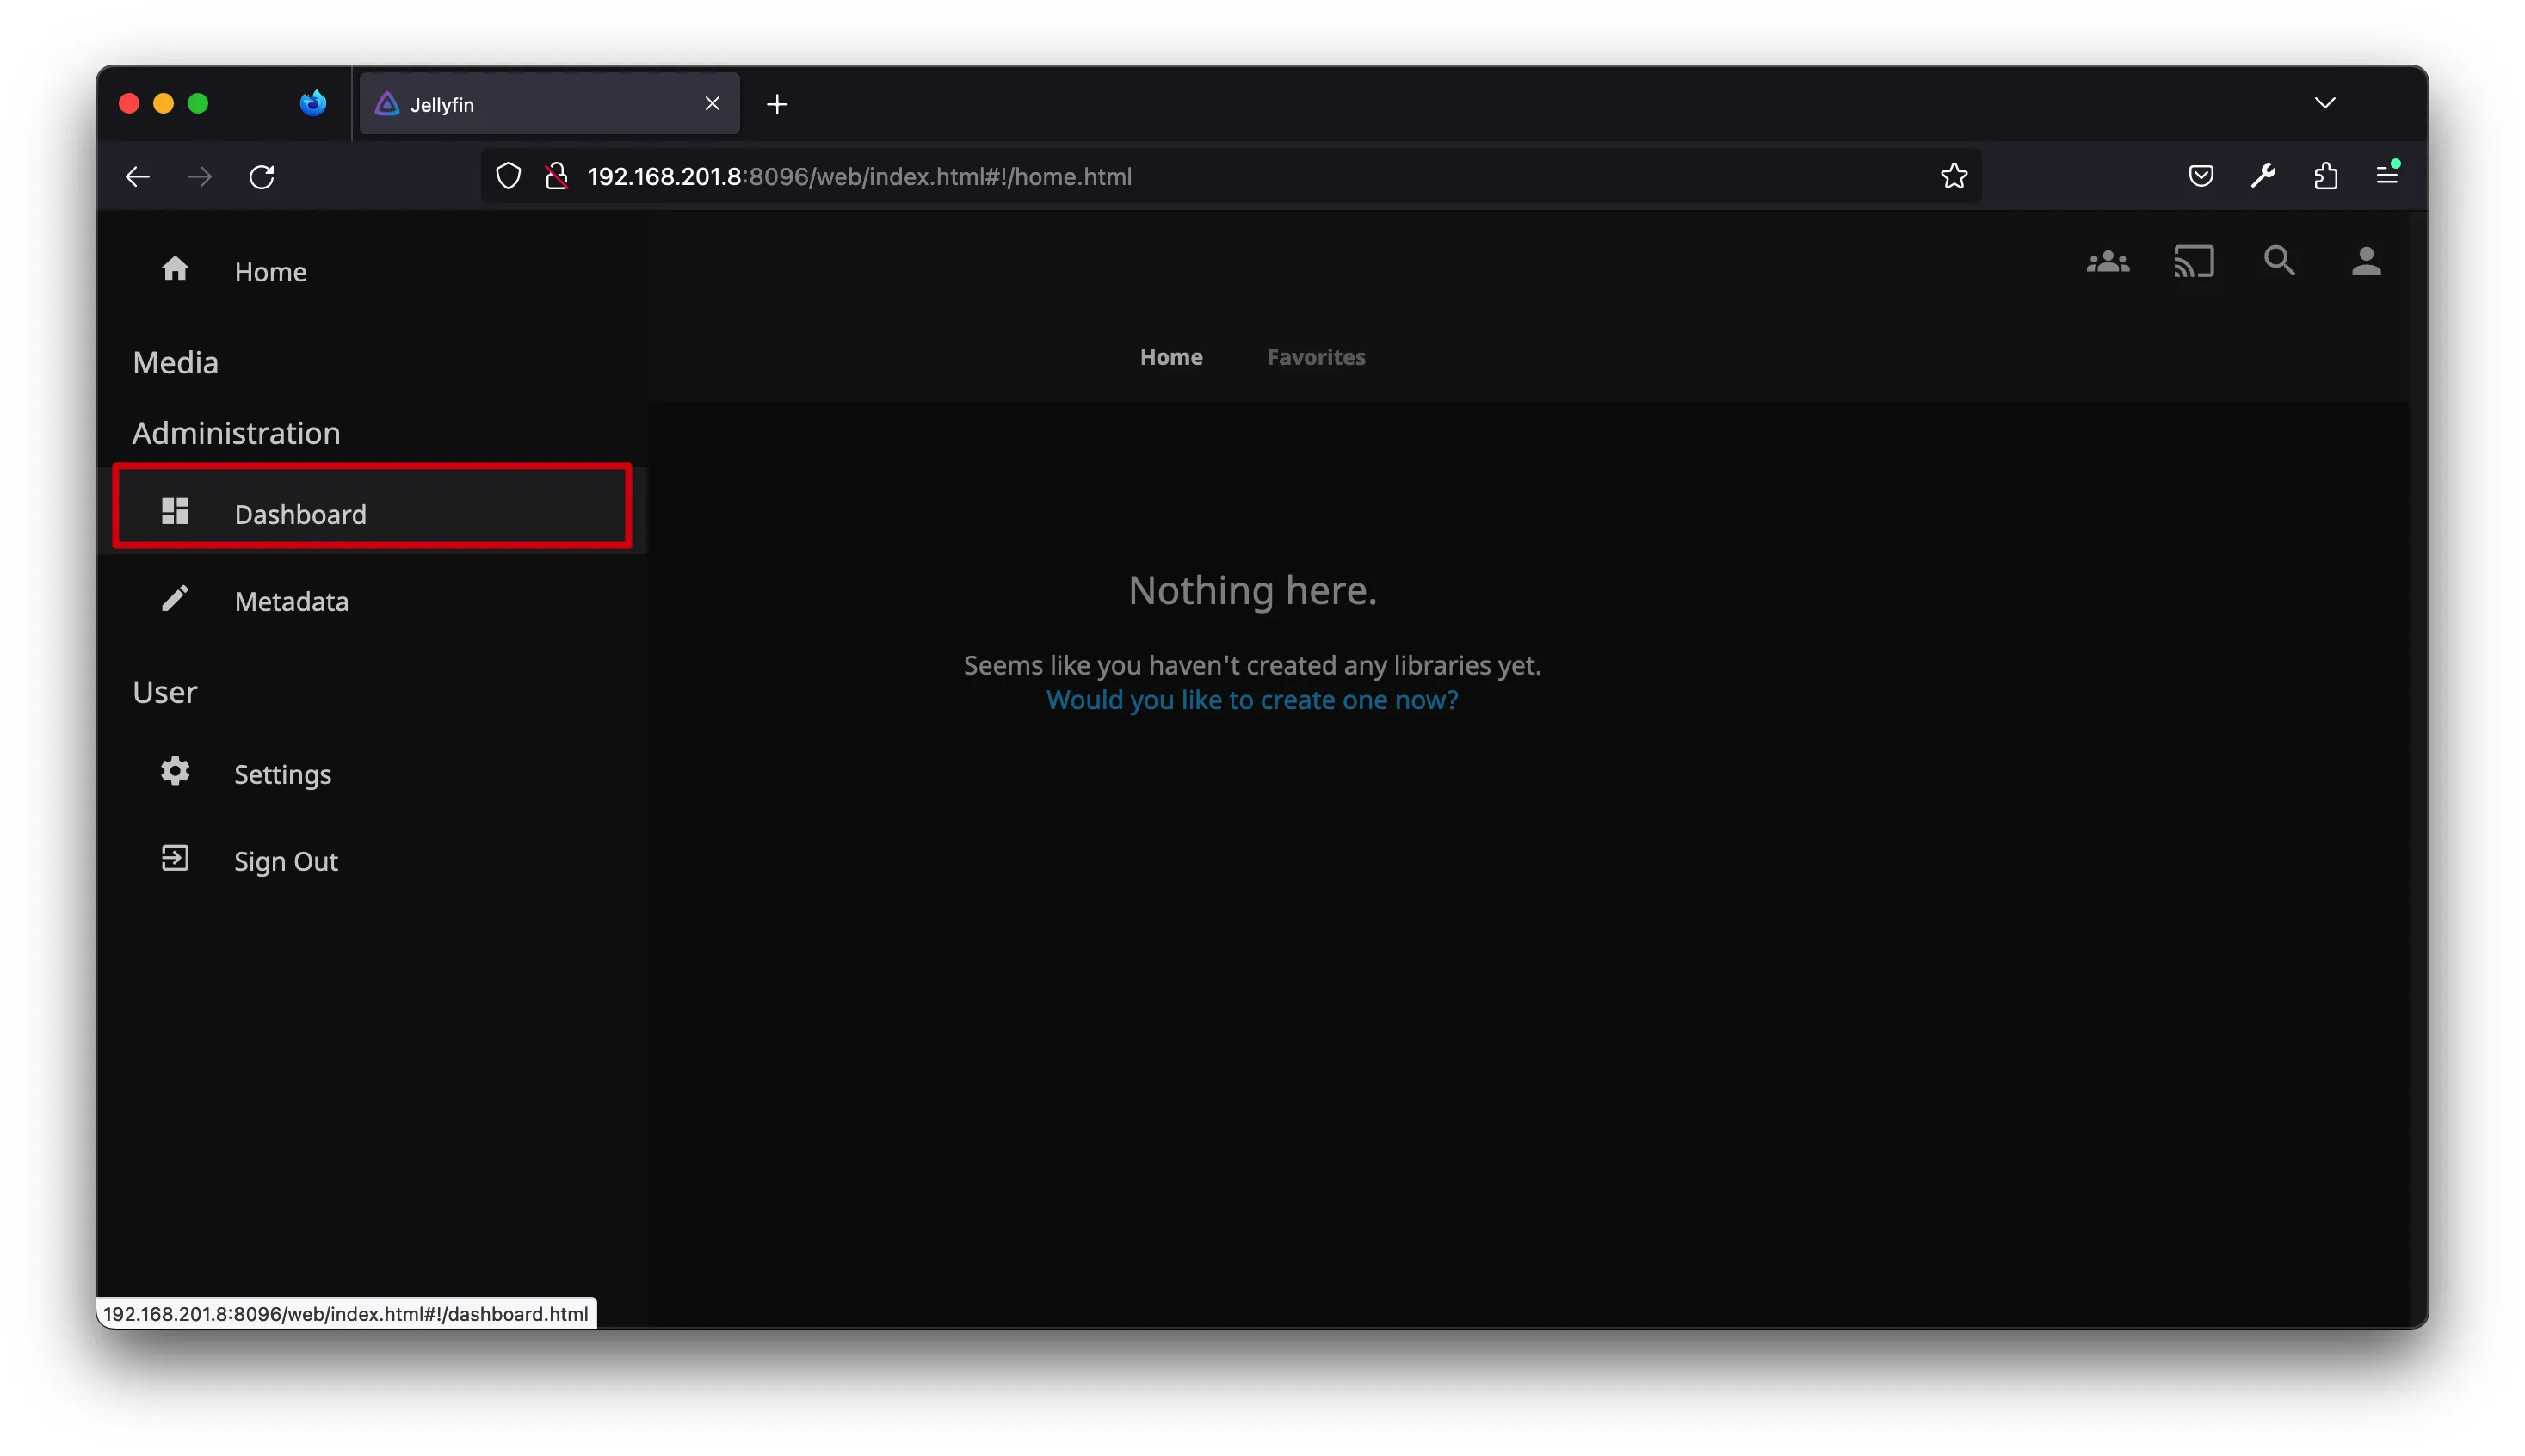 Jellyfin
192.168.201.8:8096/web/index.html#!/home.html
Home
Media
Administration
Dashboard
Metadata
User
Settings
Sign Out
Home Favorites
Nothing here.
Seems like you haven't created any libraries yet.
Would you like to create one now?
192.168.201.8:8096/web/index.html#!/dashboard.html